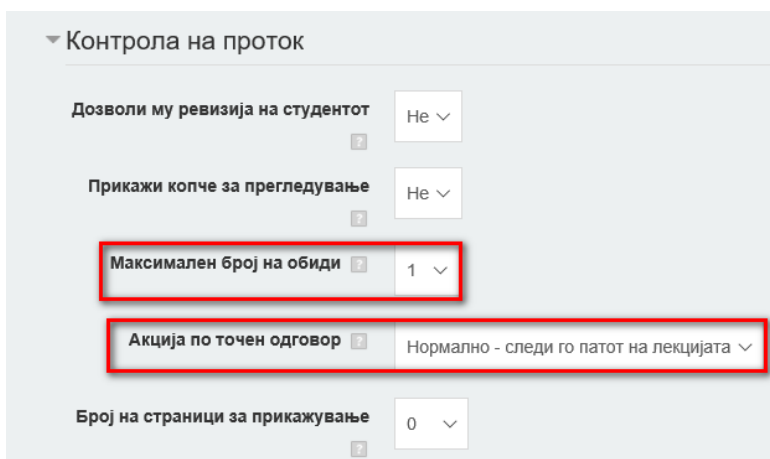 Контрола на проток
Дозволи му ревизија на студентот
Не
?
Прикажи копче за прегледување
Не
?
Максимален број на обиди ?
1
Акција по точен одговор ?
Нормално - следи го патот на лекцијата
Број на страници за прикажување
0
?